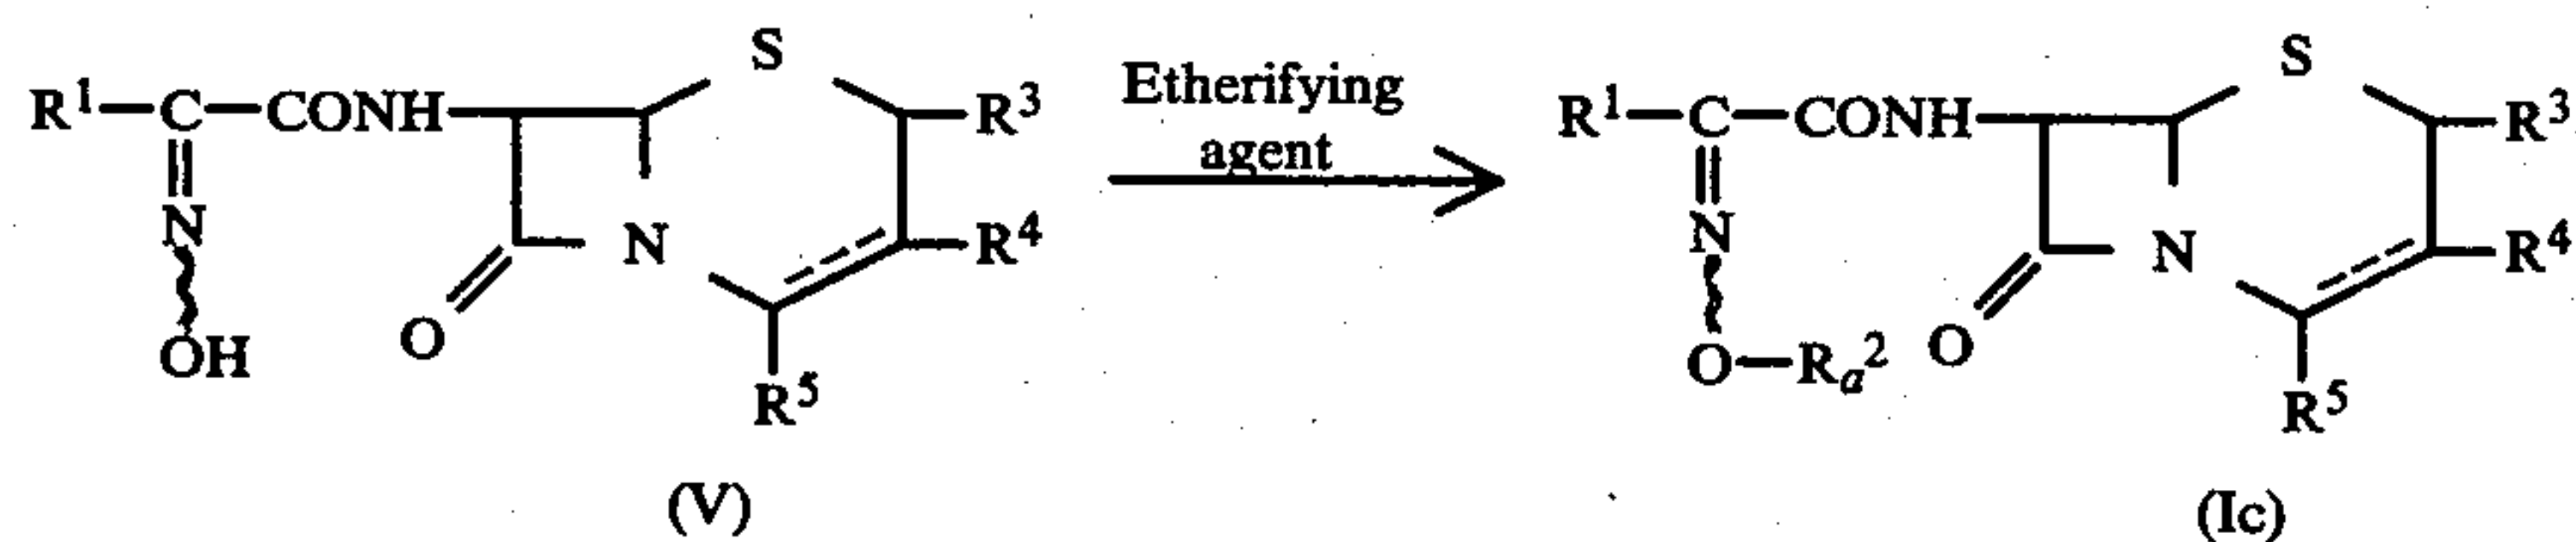 S S
R¹—C—CONH R³ Etherifying R¹—C—CONH R³
agent
N N R⁴ N N R⁴
OH O O—Rₐ² O
R⁵ R⁵
(V) (Ic)